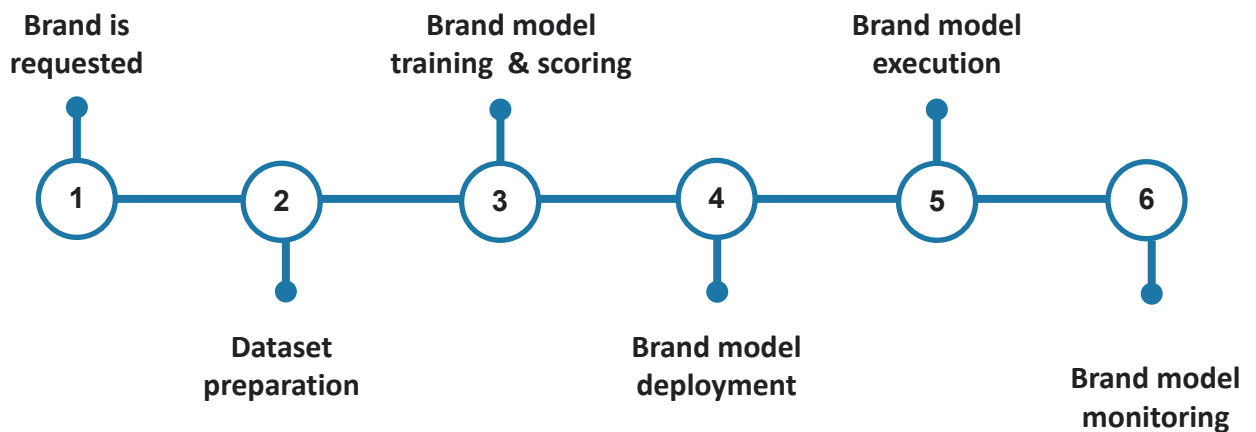 Brand is
requested
Brand model
training & scoring
Brand model
execution
1
2
3
4
5
6
Dataset
preparation
Brand model
deployment
Brand model
monitoring